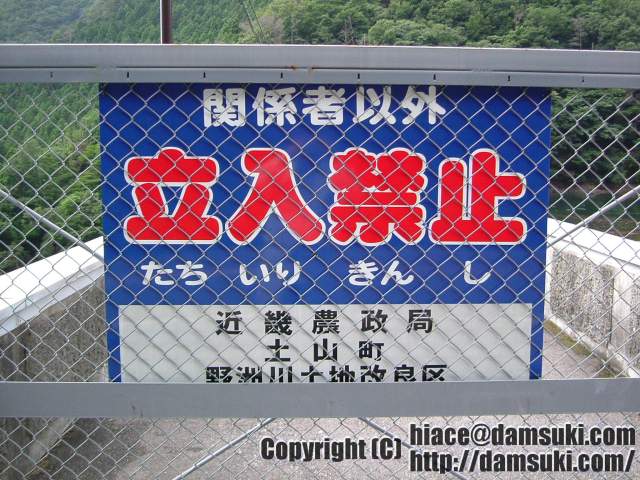 関係者以外
立入禁止
たち いり きん し
近畿農政局
土山町
野洲川土地改良区
Copyright (C) hiace@damsuki.com
http://damsuki.com/